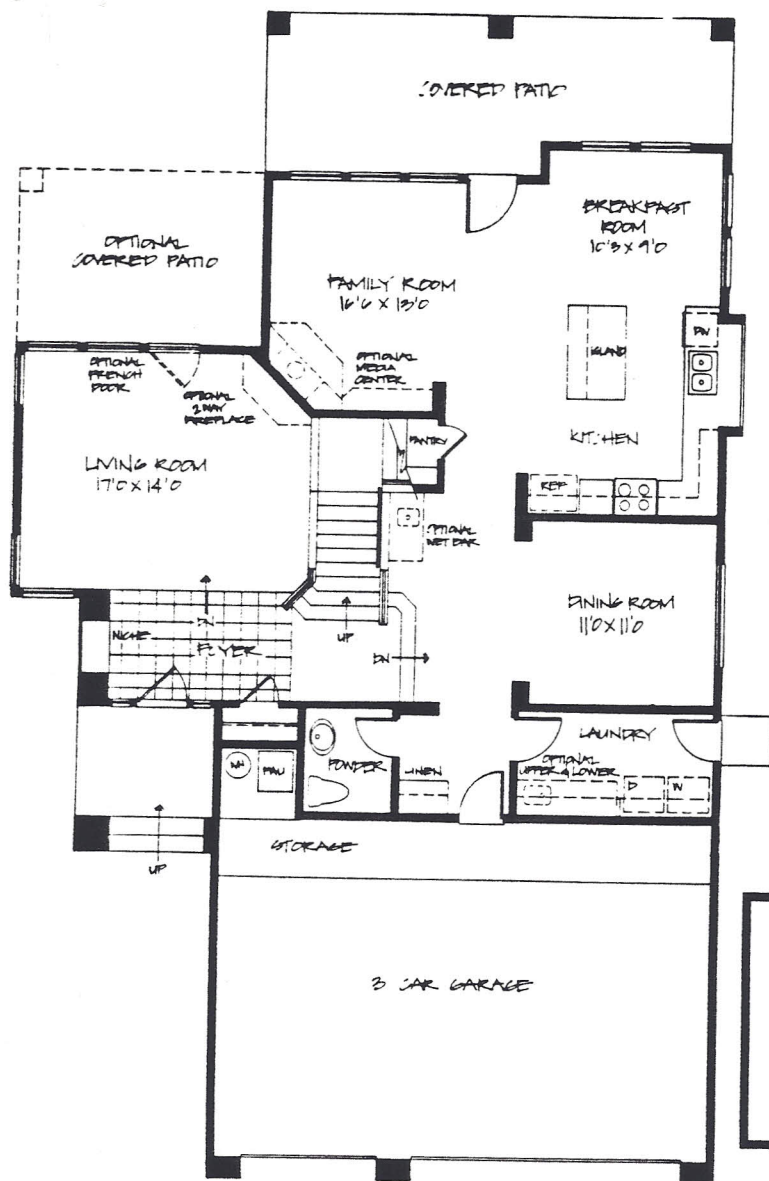 COVERED PATIO
OPTIONAL
COVERED PATIO
BREAKFAST
ROOM
10'3 X 9'0
FAMILY ROOM
16'6 X 13'0
OPTIONAL
MEDIA
CENTER
ISLAND
DW
OPTIONAL
FRENCH
DOOR
OPTIONAL
2 WAY
FIREPLACE
LIVING ROOM
17'0 X 14'0
PANTRY
KITCHEN
REF
OPTIONAL
WET BAR
DINING ROOM
11'0 X 11'0
NICHE
DN
FOYER
UP
DN
LAUNDRY
OPTIONAL
UPPER & LOWER
D
W
WH
FAU
POWDER
LINEN
UP
STORAGE
3 CAR GARAGE